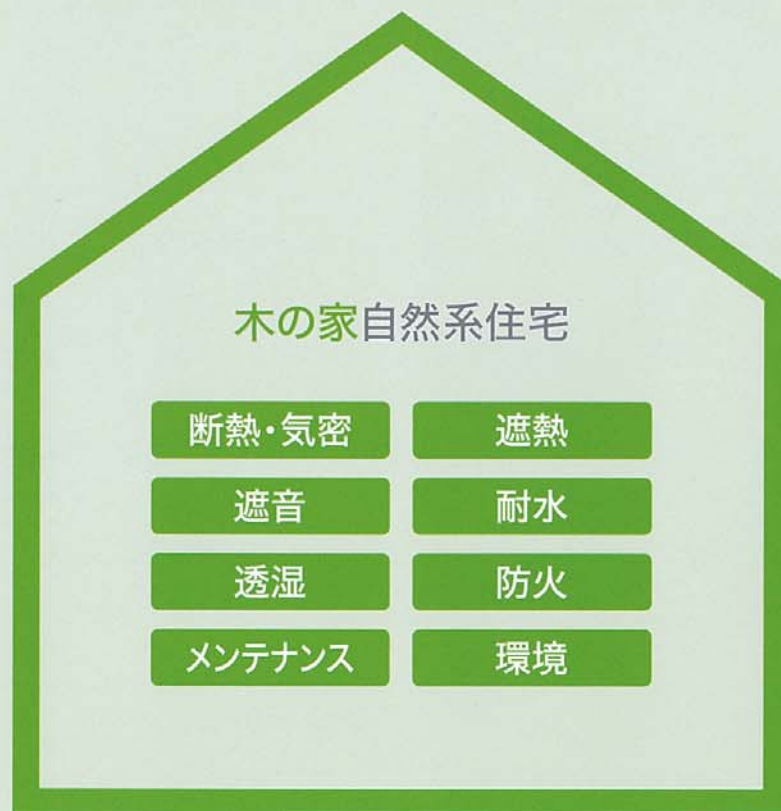 木の家自然系住宅
断熱・気密 遮熱
遮音 耐水
透湿 防火
メンテナンス 環境